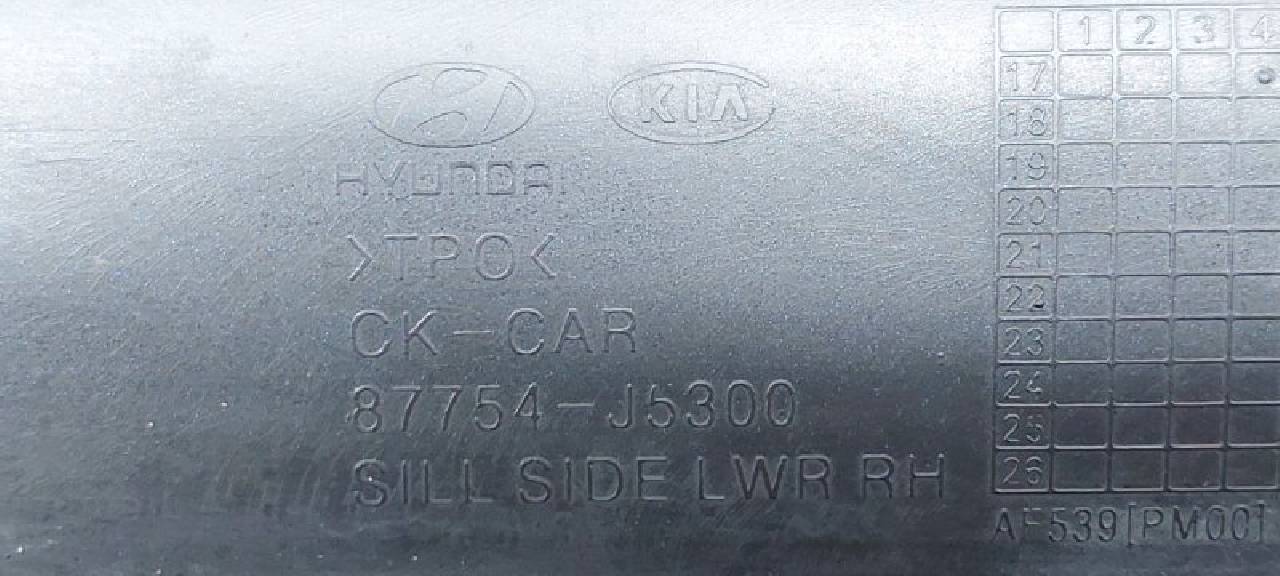 KIA
HYUNDAI
>TPO<
CK-CAR
87754-J5300
SILL SIDE LWR RH
1 2 3 4
17
18
19
20
21
22
23
24
25
26
AE539[PM00]